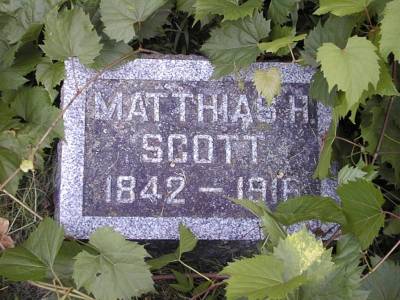 MATTHIAS H.
SCOTT
1842 – 1916